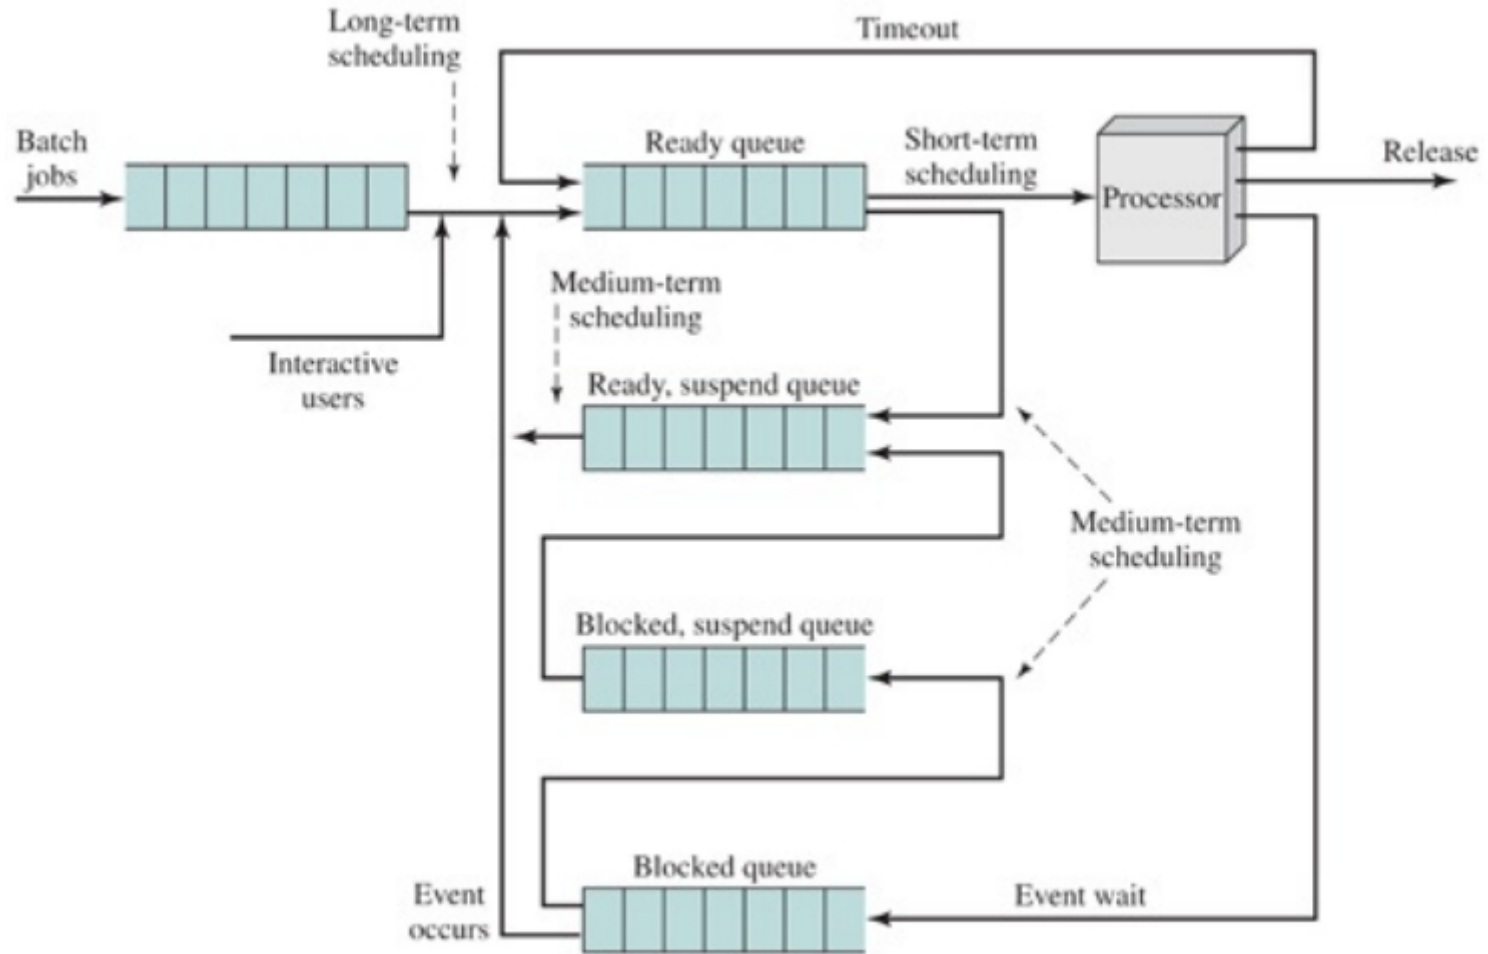 Long-term
scheduling
Timeout
Batch
jobs
Ready queue
Short-term
scheduling
Processor
Release
Interactive
users
Medium-term
scheduling
Ready, suspend queue
Medium-term
scheduling
Blocked, suspend queue
Blocked queue
Event
occurs
Event wait